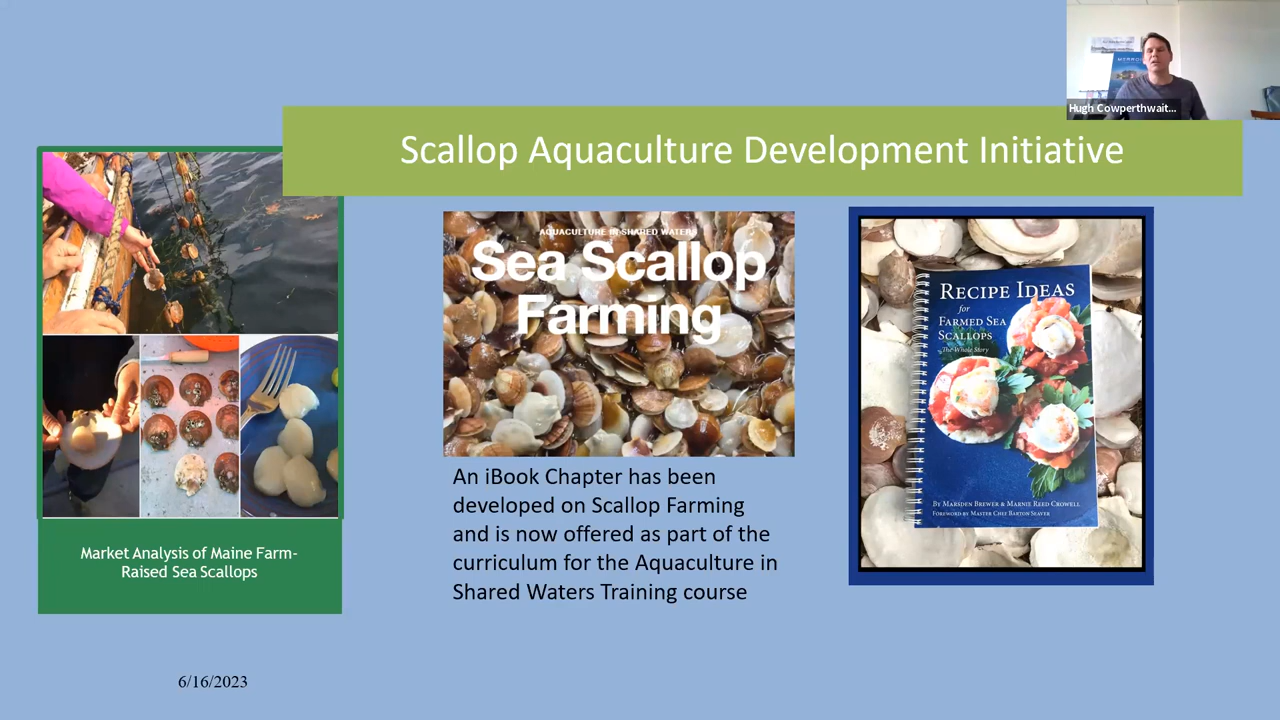 Hugh Cowperthwait...
Scallop Aquaculture Development Initiative
AQUACULTURE IN SHARED WATERS
Sea Scallop
Farming
RECIPE IDEAS
for
FARMED SEA
SCALLOPS
The Whole Story
BY MARSDEN BREWER & MARNIE REED CROWELL
FOREWORD BY MASTER CHEF BARTON SEAVER
An iBook Chapter has been
developed on Scallop Farming
and is now offered as part of the
curriculum for the Aquaculture in
Shared Waters Training course
Market Analysis of Maine Farm-
Raised Sea Scallops
6/16/2023